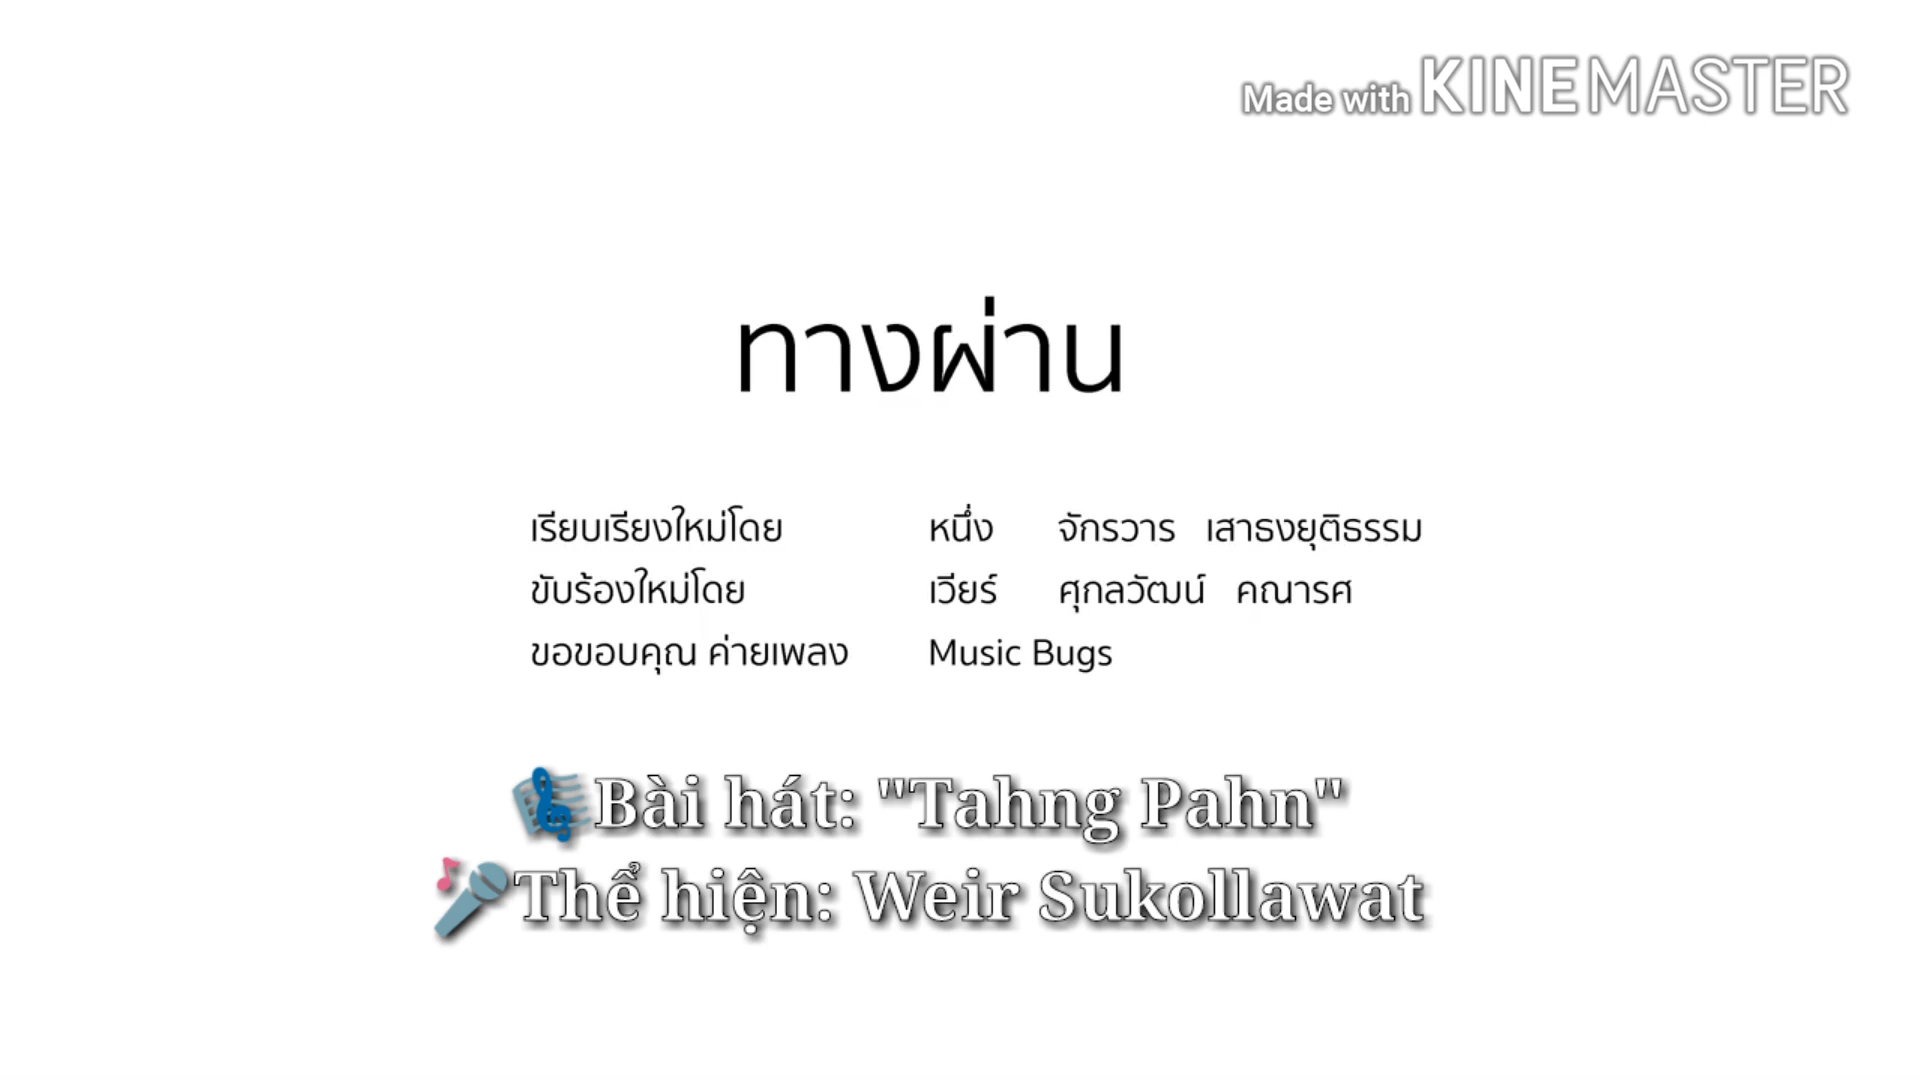 Made with KINEMASTER
ทางผ่าน
เรียบเรียงใหม่โดย หนึ่ง จักรวาร เสาธงยุติธรรม
ขับร้องใหม่โดย เวียร์ ศุกลวัฒน์ คณารศ
ขอขอบคุณ ค่ายเพลง Music Bugs
Bài hát: "Tahng Pahn"
Thể hiện: Weir Sukollawat